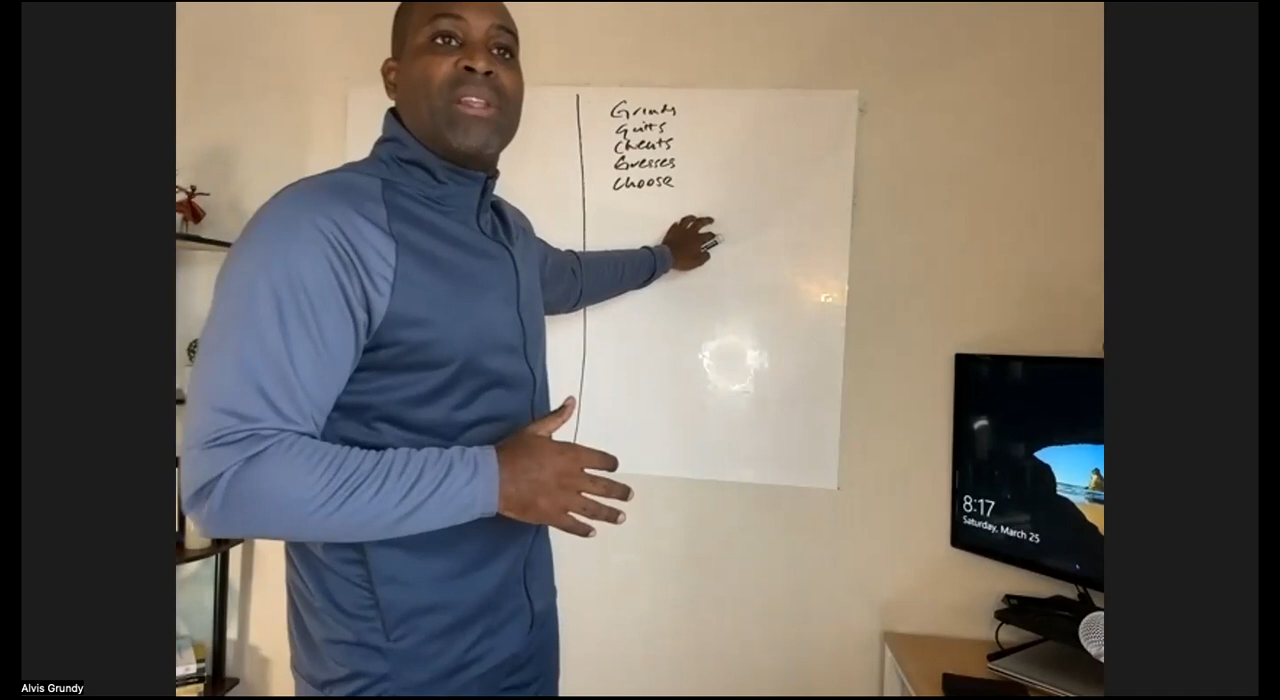 Grinds
Quits
Cheats
Guesses
Choose
8:17
Saturday, March 25
Alvis Grundy